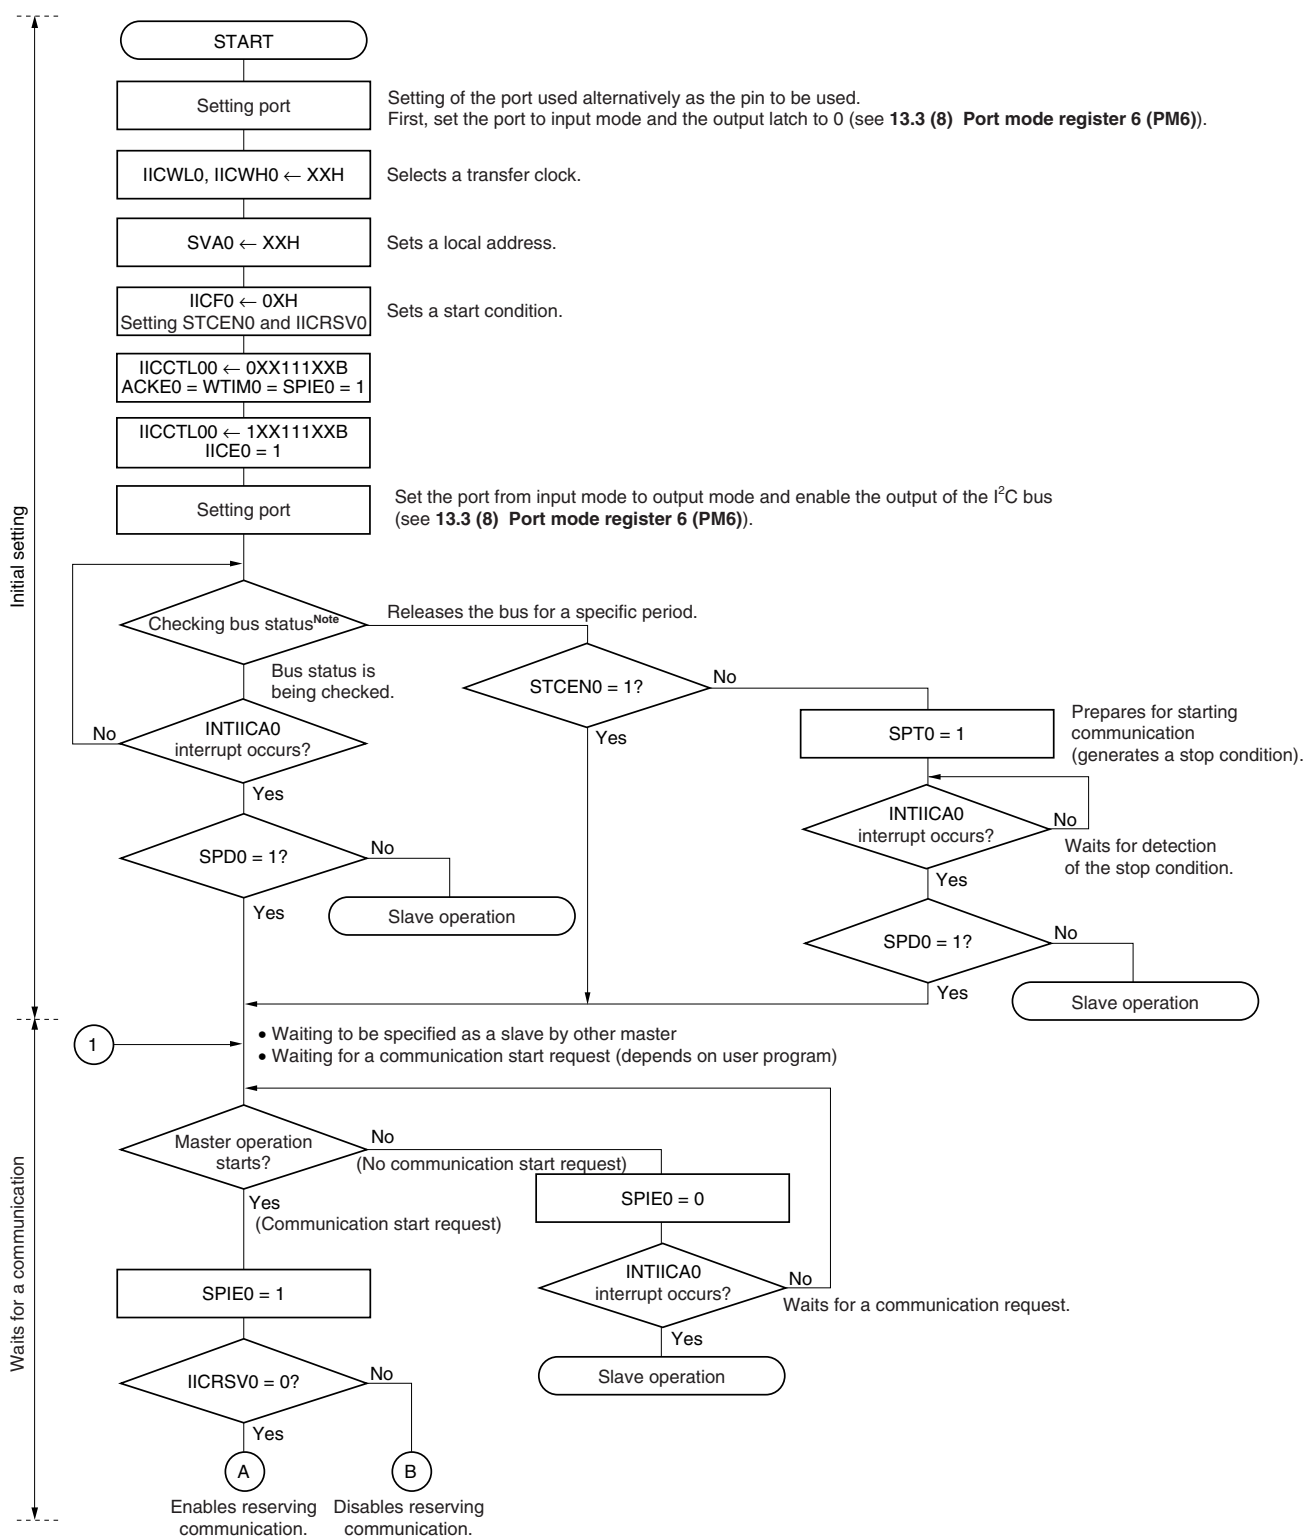 START
Setting port
Setting of the port used alternatively as the pin to be used.
First, set the port to input mode and the output latch to 0 (see 13.3 (8) Port mode register 6 (PM6)).
IICWL0, IICWH0 ← XXH
Selects a transfer clock.
SVA0 ← XXH
Sets a local address.
IICF0 ← 0XH
Setting STCEN0 and IICRSV0
Sets a start condition.
IICCTL00 ← 0XX111XXB
ACKE0 = WTIM0 = SPIE0 = 1
IICCTL00 ← 1XX111XXB
IICE0 = 1
Setting port
Set the port from input mode to output mode and enable the output of the I²C bus
(see 13.3 (8) Port mode register 6 (PM6)).
Initial setting
Checking bus status Note
Releases the bus for a specific period.
Bus status is
being checked.
STCEN0 = 1?
No
Yes
INTIICA0
interrupt occurs?
No
Yes
SPT0 = 1
Prepares for starting
communication
(generates a stop condition).
INTIICA0
interrupt occurs?
No
Waits for detection
of the stop condition.
Yes
SPD0 = 1?
No
Yes
Slave operation
SPD0 = 1?
No
Yes
Slave operation
1
• Waiting to be specified as a slave by other master
• Waiting for a communication start request (depends on user program)
Waits for a communication
Master operation
starts?
No
(No communication start request)
Yes
(Communication start request)
SPIE0 = 0
INTIICA0
interrupt occurs?
No
Waits for a communication request.
Yes
Slave operation
SPIE0 = 1
IICRSV0 = 0?
No
Yes
A
B
Enables reserving
communication.
Disables reserving
communication.